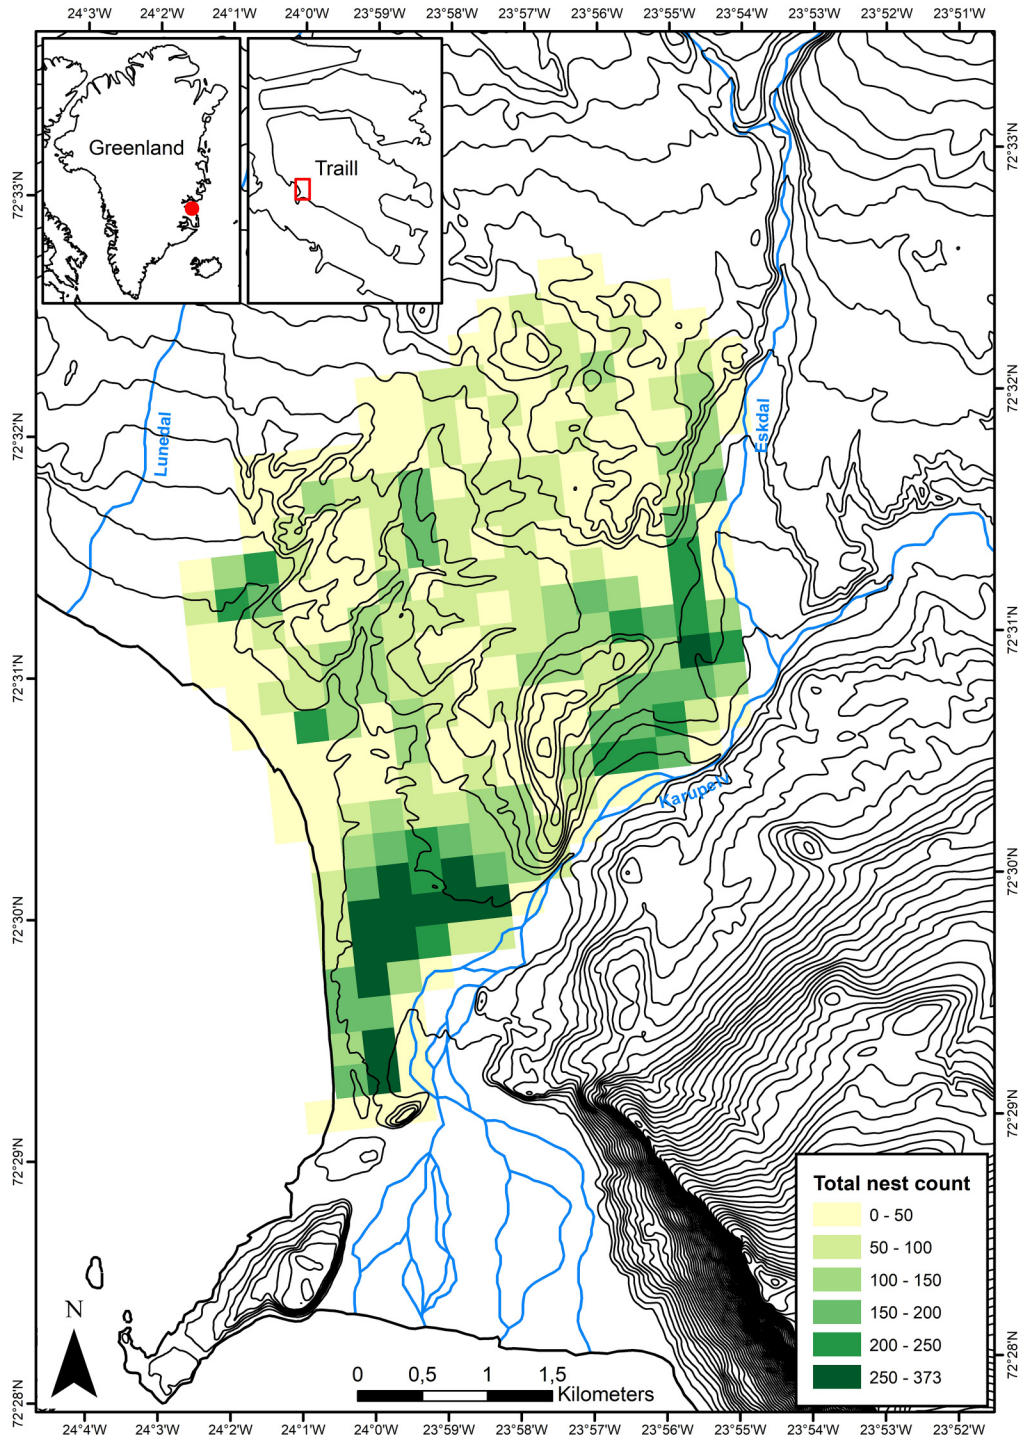 24°3'W 24°2'W 24°1'W 24°0'W 23°59'W 23°58'W 23°57'W 23°56'W 23°55'W 23°54'W 23°53'W 23°52'W 23°51'W
Greenland
Traill
72°33'N
72°33'N
72°32'N
72°32'N
Lunedal
Eskdal
72°31'N
72°31'N
Karupelv
72°30'N
72°30'N
72°29'N
72°29'N
Total nest count
0 - 50
50 - 100
100 - 150
150 - 200
200 - 250
250 - 373
N
72°28'N
72°28'N
0 0,5 1 1,5
Kilometers
24°4'W 24°3'W 24°2'W 24°1'W 24°0'W 23°59'W 23°58'W 23°57'W 23°56'W 23°55'W 23°54'W 23°53'W 23°52'W